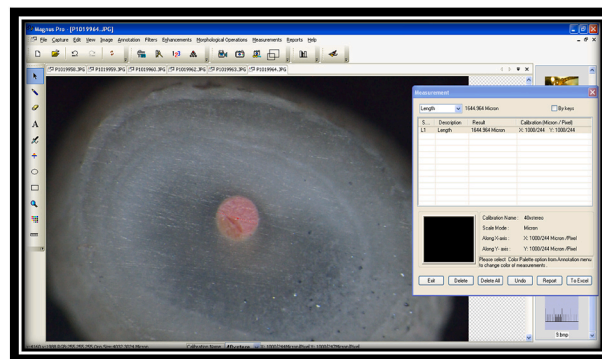 Magnus Pro - [P1019964.JPG]
File Capture Edit View Image Annotation Filters Enhancements Morphological Operations Measurements Reports Help
P1019958.JPG P1019959.JPG P1019960.JPG P1019962.JPG P1019963.JPG P1019964.JPG
Measurement
Length 1644.964 Micron By keys
S... Description Result Calibration (Micron / Pixel)
L1 Length 1644.964 Micron X: 1000/244 Y: 1000/244
Calibration Name : 40xstereo
Scale Mode : Micron
Along X-axis : X: 1000/244 Micron /Pixel
Along Y- axis : Y: 1000/244 Micron /Pixel
Please select Color Palette option from Annotation menu
to change color of measurements.
Exit Delete Delete All Undo Report To Excel
5.bmp
Calibration Name